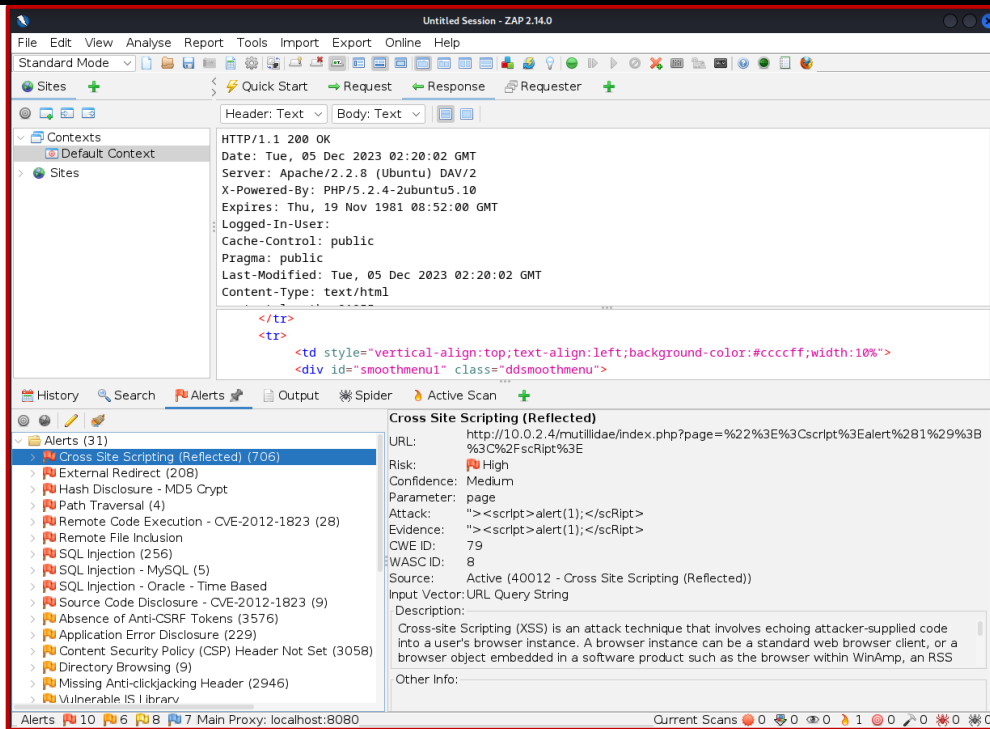 Untitled Session - ZAP 2.14.0
File Edit View Analyse Report Tools Import Export Online Help
Standard Mode
Sites
Quick Start
Request
Response
Requester
Header: Text
Body: Text
Contexts
Default Context
Sites
HTTP/1.1 200 OK
Date: Tue, 05 Dec 2023 02:20:02 GMT
Server: Apache/2.2.8 (Ubuntu) DAV/2
X-Powered-By: PHP/5.2.4-2ubuntu5.10
Expires: Thu, 19 Nov 1981 08:52:00 GMT
Logged-In-User:
Cache-Control: public
Pragma: public
Last-Modified: Tue, 05 Dec 2023 02:20:02 GMT
Content-Type: text/html
</tr>
<tr>
<td style="vertical-align:top;text-align:left;background-color:#ccccff;width:10%">
<div id="smoothmenu1" class="ddsmoothmenu">
History
Search
Alerts
Output
Spider
Active Scan
Alerts (31)
Cross Site Scripting (Reflected) (706)
External Redirect (208)
Hash Disclosure - MD5 Crypt
Path Traversal (4)
Remote Code Execution - CVE-2012-1823 (28)
Remote File Inclusion
SQL Injection (256)
SQL Injection - MySQL (5)
SQL Injection - Oracle - Time Based
Source Code Disclosure - CVE-2012-1823 (9)
Absence of Anti-CSRF Tokens (3576)
Application Error Disclosure (229)
Content Security Policy (CSP) Header Not Set (3058)
Directory Browsing (9)
Missing Anti-clickjacking Header (2946)
Vulnerable JS Library
Cross Site Scripting (Reflected)
URL: http://10.0.2.4/mutillidae/index.php?page=%22%3E%3Cscrlpt%3Ealert%281%29%3B
%3C%2FscRipt%3E
Risk: High
Confidence: Medium
Parameter: page
Attack: "><scrlpt>alert(1);</scRipt>
Evidence: "><scrlpt>alert(1);</scRipt>
CWE ID: 79
WASC ID: 8
Source: Active (40012 - Cross Site Scripting (Reflected))
Input Vector: URL Query String
Description:
Cross-site Scripting (XSS) is an attack technique that involves echoing attacker-supplied code
into a user's browser instance. A browser instance can be a standard web browser client, or a
browser object embedded in a software product such as the browser within WinAmp, an RSS
Other Info:
Alerts 10 6 8 7 Main Proxy: localhost:8080
Current Scans 0 0 0 1 0 0 0 0